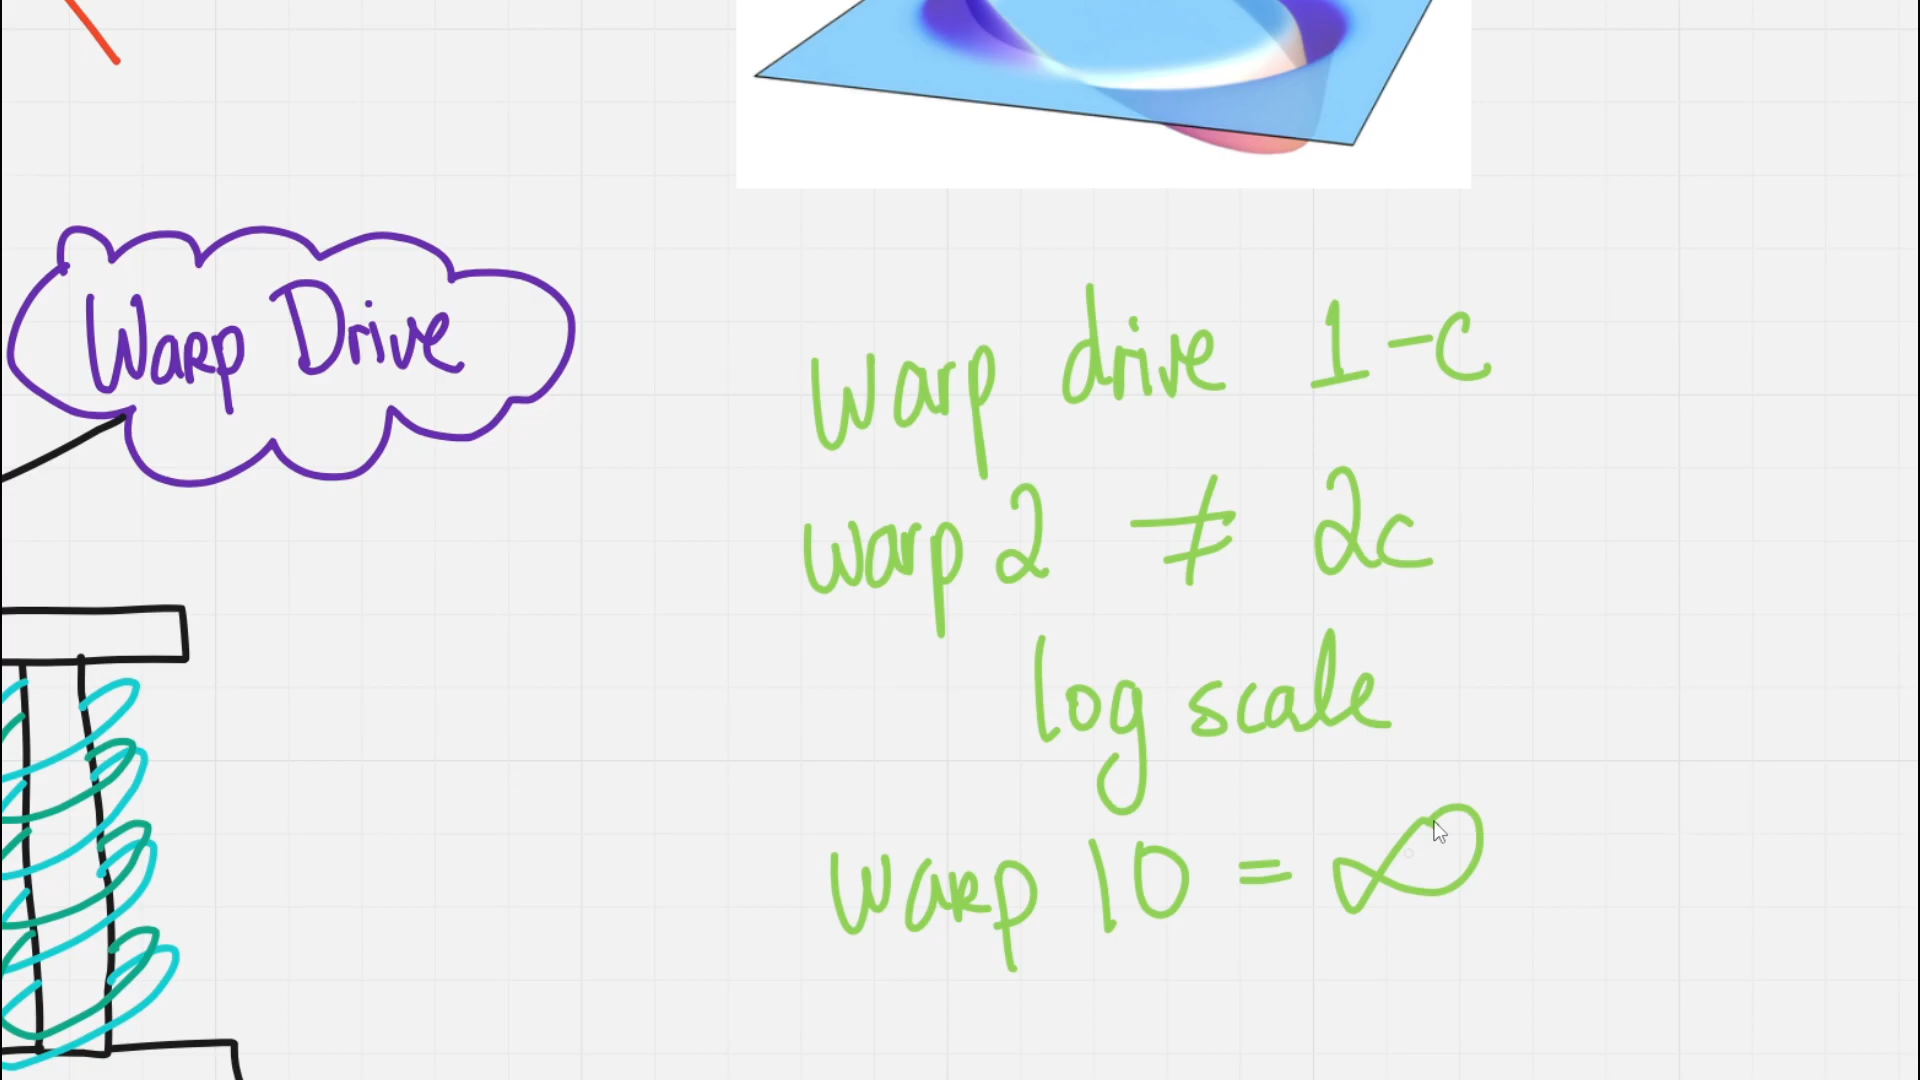 Warp Drive
Warp drive 1 - c
warp 2 ≠ 2c
log scale
Warp 10 = ∞